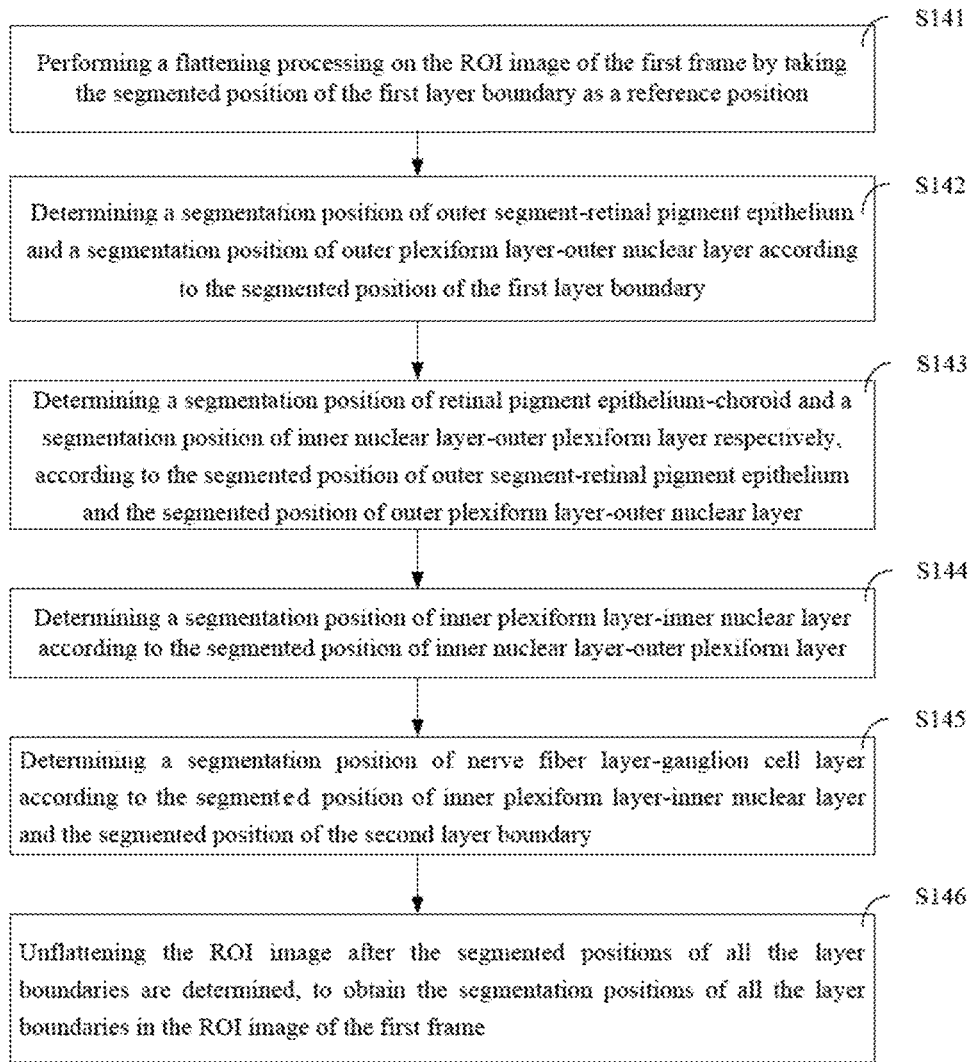 S141
Performing a flattening processing on the ROI image of the first frame by taking
the segmented position of the first layer boundary as a reference position
S142
Determining a segmentation position of outer segment-retinal pigment epithelium
and a segmentation position of outer plexiform layer-outer nuclear layer according
to the segmented position of the first layer boundary
S143
Determining a segmentation position of retinal pigment epithelium-choroid and a
segmentation position of inner nuclear layer-outer plexiform layer respectively,
according to the segmented position of outer segment-retinal pigment epithelium
and the segmented position of outer plexiform layer-outer nuclear layer
S144
Determining a segmentation position of inner plexiform layer-inner nuclear layer
according to the segmented position of inner nuclear layer-outer plexiform layer
S145
Determining a segmentation position of nerve fiber layer-ganglion cell layer
according to the segmented position of inner plexiform layer-inner nuclear layer
and the segmented position of the second layer boundary
S146
Unflattening the ROI image after the segmented positions of all the layer
boundaries are determined, to obtain the segmentation positions of all the layer
boundaries in the ROI image of the first frame